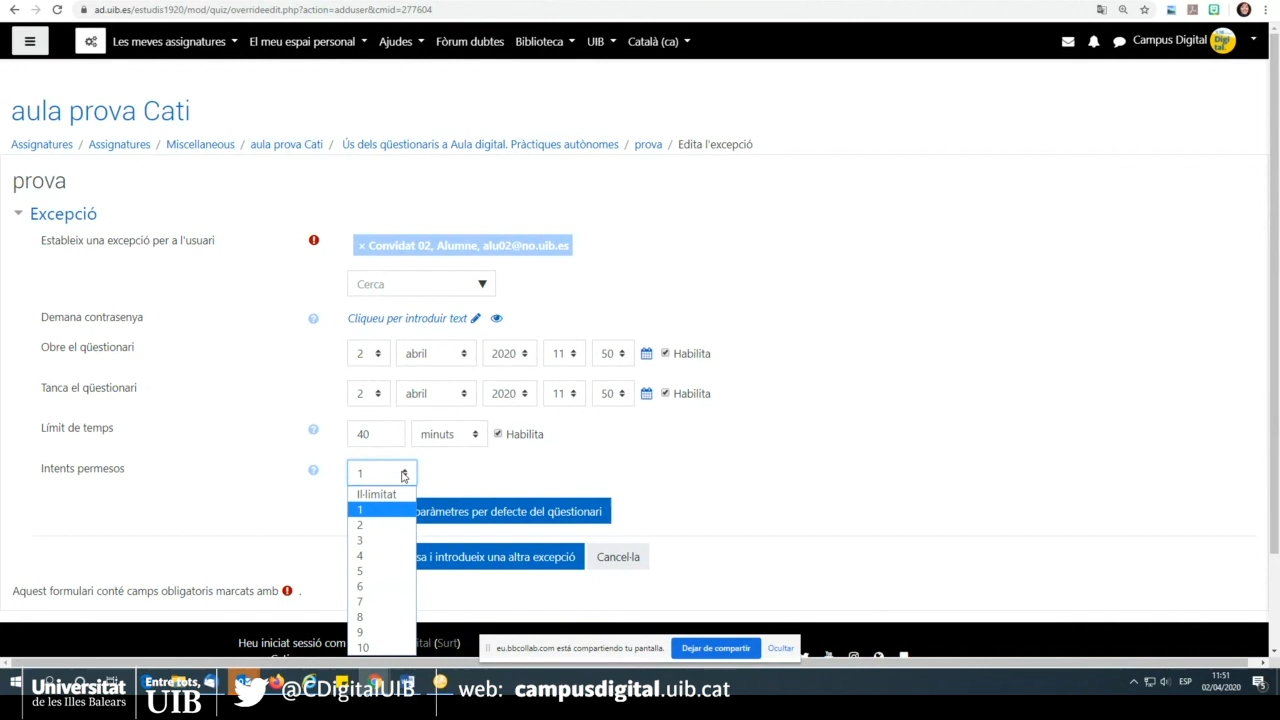 ad.uib.es/estudis1920/mod/quiz/overrideedit.php?action=adduser&cmid=277604
Les meves assignatures El meu espai personal Ajudes Fòrum dubtes Biblioteca UIB Català (ca) Campus Digital Digi tal.
aula prova Cati
Assignatures / Assignatures / Miscellaneous / aula prova Cati / Ús dels qüestionaris a Aula digital. Pràctiques autònomes / prova / Edita l'excepció
prova
Excepció
Estableix una excepció per a l'usuari
× Convidat 02, Alumne, alu02@no.uib.es
Cerca
Demana contrasenya
Cliqueu per introduir text
Obre el qüestionari
2 abril 2020 11 50 Habilita
Tanca el qüestionari
2 abril 2020 11 50 Habilita
Límit de temps
40 minuts Habilita
Intents permesos
1
Il·limitat
1
2
3
4
5
6
7
8
9
10
paràmetres per defecte del qüestionari
sa i introdueix una altra excepció
Cancel·la
Aquest formulari conté camps obligatoris marcats amb .
Heu iniciat sessió com
ital (Surt)
eu.bbcollab.com está compartiendo tu pantalla. Dejar de compartir Ocultar
Universitat
de les Illes Balears
Entre tots,
UIB
@CDigitalUIB web: campusdigital.uib.cat
ESP
11:51
02/04/2020